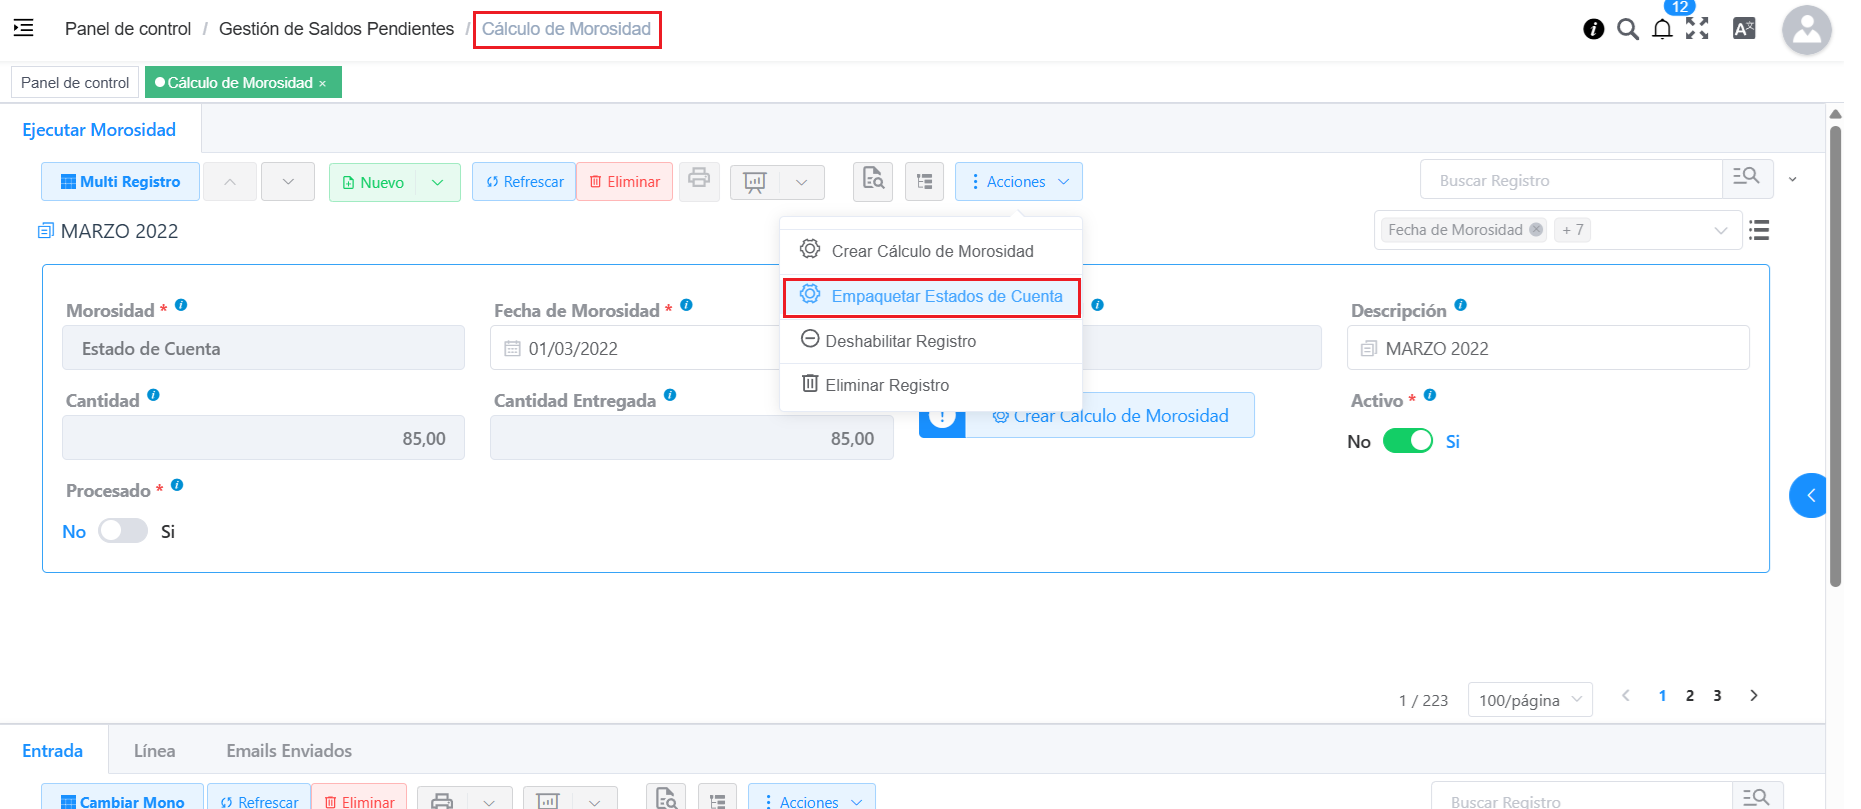 Panel de control / Gestión de Saldos Pendientes / Cálculo de Morosidad
12
Panel de control
Cálculo de Morosidad ×
Ejecutar Morosidad
Multi Registro
Nuevo
Refrescar
Eliminar
Acciones
Buscar Registro
MARZO 2022
Fecha de Morosidad
+ 7
Crear Cálculo de Morosidad
Empaquetar Estados de Cuenta
Deshabilitar Registro
Eliminar Registro
Morosidad *
Fecha de Morosidad *
Descripción
Estado de Cuenta
01/03/2022
MARZO 2022
Cantidad
Cantidad Entregada
Activo *
85,00
85,00
Crear Cálculo de Morosidad
No
Si
Procesado *
No
Si
1 / 223
100/página
1
2
3
Entrada
Línea
Emails Enviados
Cambiar Mono
Refrescar
Eliminar
Acciones
Buscar Registro